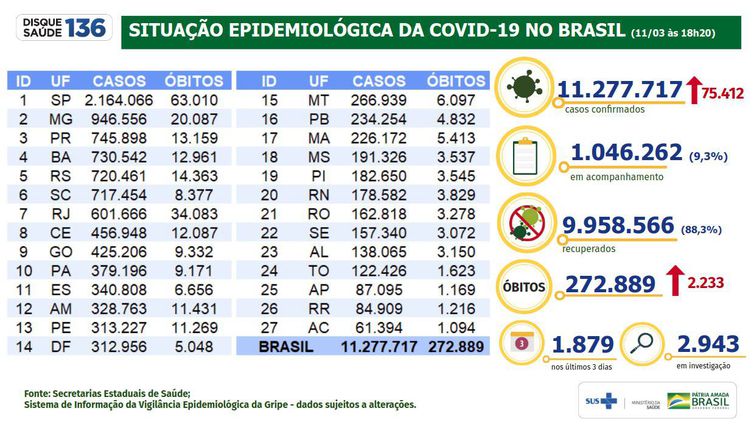 DISQUE
SAÚDE 136
SITUAÇÃO EPIDEMIOLÓGICA DA COVID-19 NO BRASIL (11/03 às 18h20)
ID UF CASOS ÓBITOS
1 SP 2.164.066 63.010
2 MG 946.556 20.087
3 PR 745.898 13.159
4 BA 730.542 12.961
5 RS 720.461 14.363
6 SC 717.454 8.377
7 RJ 601.666 34.083
8 CE 456.948 12.087
9 GO 425.206 9.332
10 PA 379.196 9.171
11 ES 340.808 6.656
12 AM 328.763 11.431
13 PE 313.227 11.269
14 DF 312.956 5.048
ID UF CASOS ÓBITOS
15 MT 266.939 6.097
16 PB 234.254 4.832
17 MA 226.172 5.413
18 MS 191.326 3.537
19 PI 182.650 3.545
20 RN 178.582 3.829
21 RO 162.818 3.278
22 SE 157.340 3.072
23 AL 138.065 3.150
24 TO 122.426 1.623
25 AP 87.095 1.169
26 RR 84.909 1.216
27 AC 61.394 1.094
BRASIL 11.277.717 272.889
11.277.717 75.412
casos confirmados
1.046.262 (9,3%)
em acompanhamento
9.958.566 (88,3%)
recuperados
ÓBITOS 272.889 2.233
3
1.879
nos últimos 3 dias
2.943
em investigação
Fonte: Secretarias Estaduais de Saúde;
Sistema de Informação da Vigilância Epidemiológica da Gripe - dados sujeitos a alterações.
SUS
MINISTÉRIO DA
SAÚDE
PÁTRIA AMADA
BRASIL
GOVERNO FEDERAL